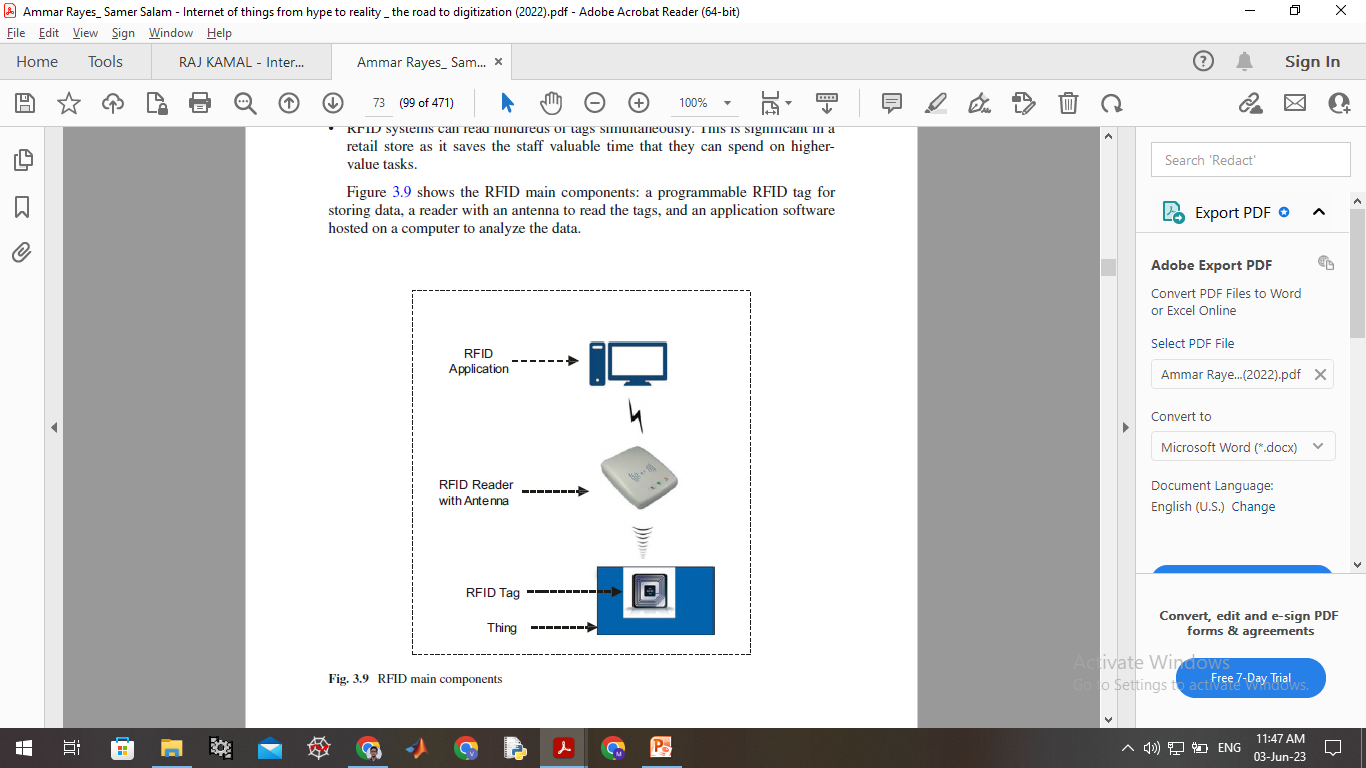 Ammar Rayes_ Samer Salam - Internet of things from hype to reality _ the road to digitization (2022).pdf - Adobe Acrobat Reader (64-bit)
File Edit View Sign Window Help
Home Tools RAJ KAMAL - Inter... Ammar Rayes_ Sam... × Sign In
73 (99 of 471) 100%
• RFID systems can read hundreds of tags simultaneously. This is significant in a
retail store as it saves the staff valuable time that they can spend on higher-
value tasks.
Figure 3.9 shows the RFID main components: a programmable RFID tag for
storing data, a reader with an antenna to read the tags, and an application software
hosted on a computer to analyze the data.
RFID
Application
RFID Reader
with Antenna
RFID Tag
Thing
Fig. 3.9 RFID main components
Search 'Redact'
Export PDF
Adobe Export PDF
Convert PDF Files to Word
or Excel Online
Select PDF File
Ammar Raye...(2022).pdf
Convert to
Microsoft Word (*.docx)
Document Language:
English (U.S.) Change
Convert, edit and e-sign PDF
forms & agreements
Activate Windows
Go to Settings to activate Windows.
Free 7-Day Trial
ENG
11:47 AM
03-Jun-23